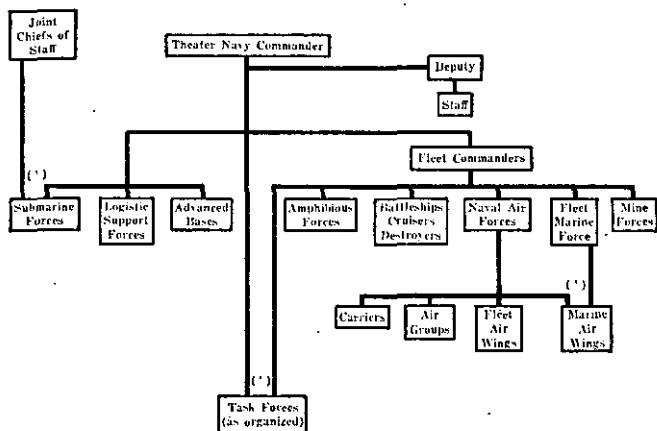 Joint
Chiefs of
Staff
Theater Navy Commander
Deputy
Staff
Fleet Commanders
(')
Submarine
Forces
Logistic
Support
Forces
Advanced
Bases
Amphibious
Forces
Battleships
Cruisers
Destroyers
Naval Air
Forces
Fleet
Marine
Force
Mine Forces
(')
Carriers
Air
Groups
Fleet
Air
Wings
Marine
Air
Wings
(')
Task Forces
(as organized)